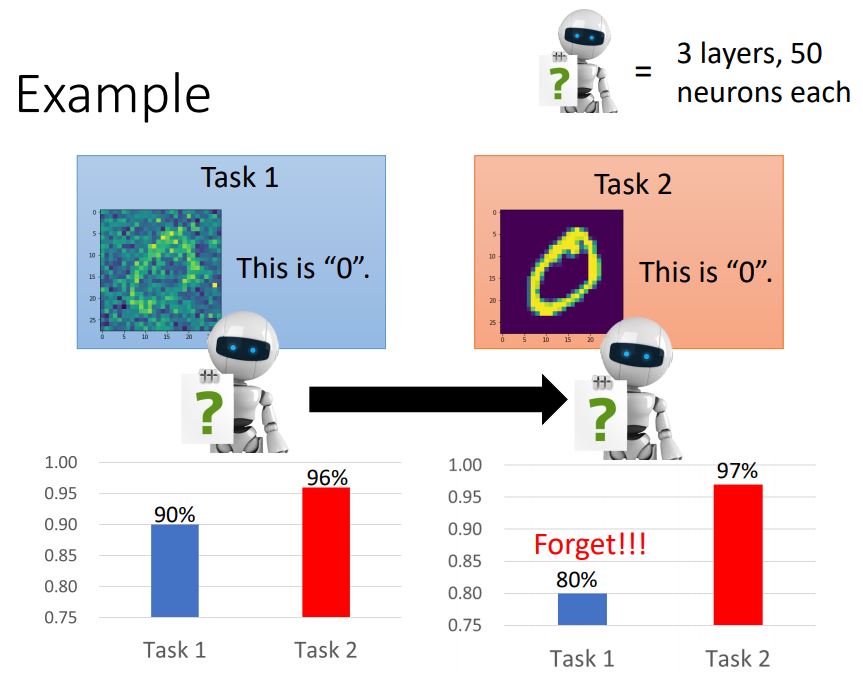 Example
?
= 3 layers, 50
neurons each
Task 1
0
5
10
15
20
25
0 5 10 15 20
This is “0”.
Task 2
0
5
10
15
20
25
0 5 10 15 20
This is “0”.
?
?
1.00
0.95
0.90
0.85
0.80
0.75
90%
96%
Task 1 Task 2
1.00
0.95
0.90
0.85
0.80
0.75
Forget!!!
80%
97%
Task 1 Task 2